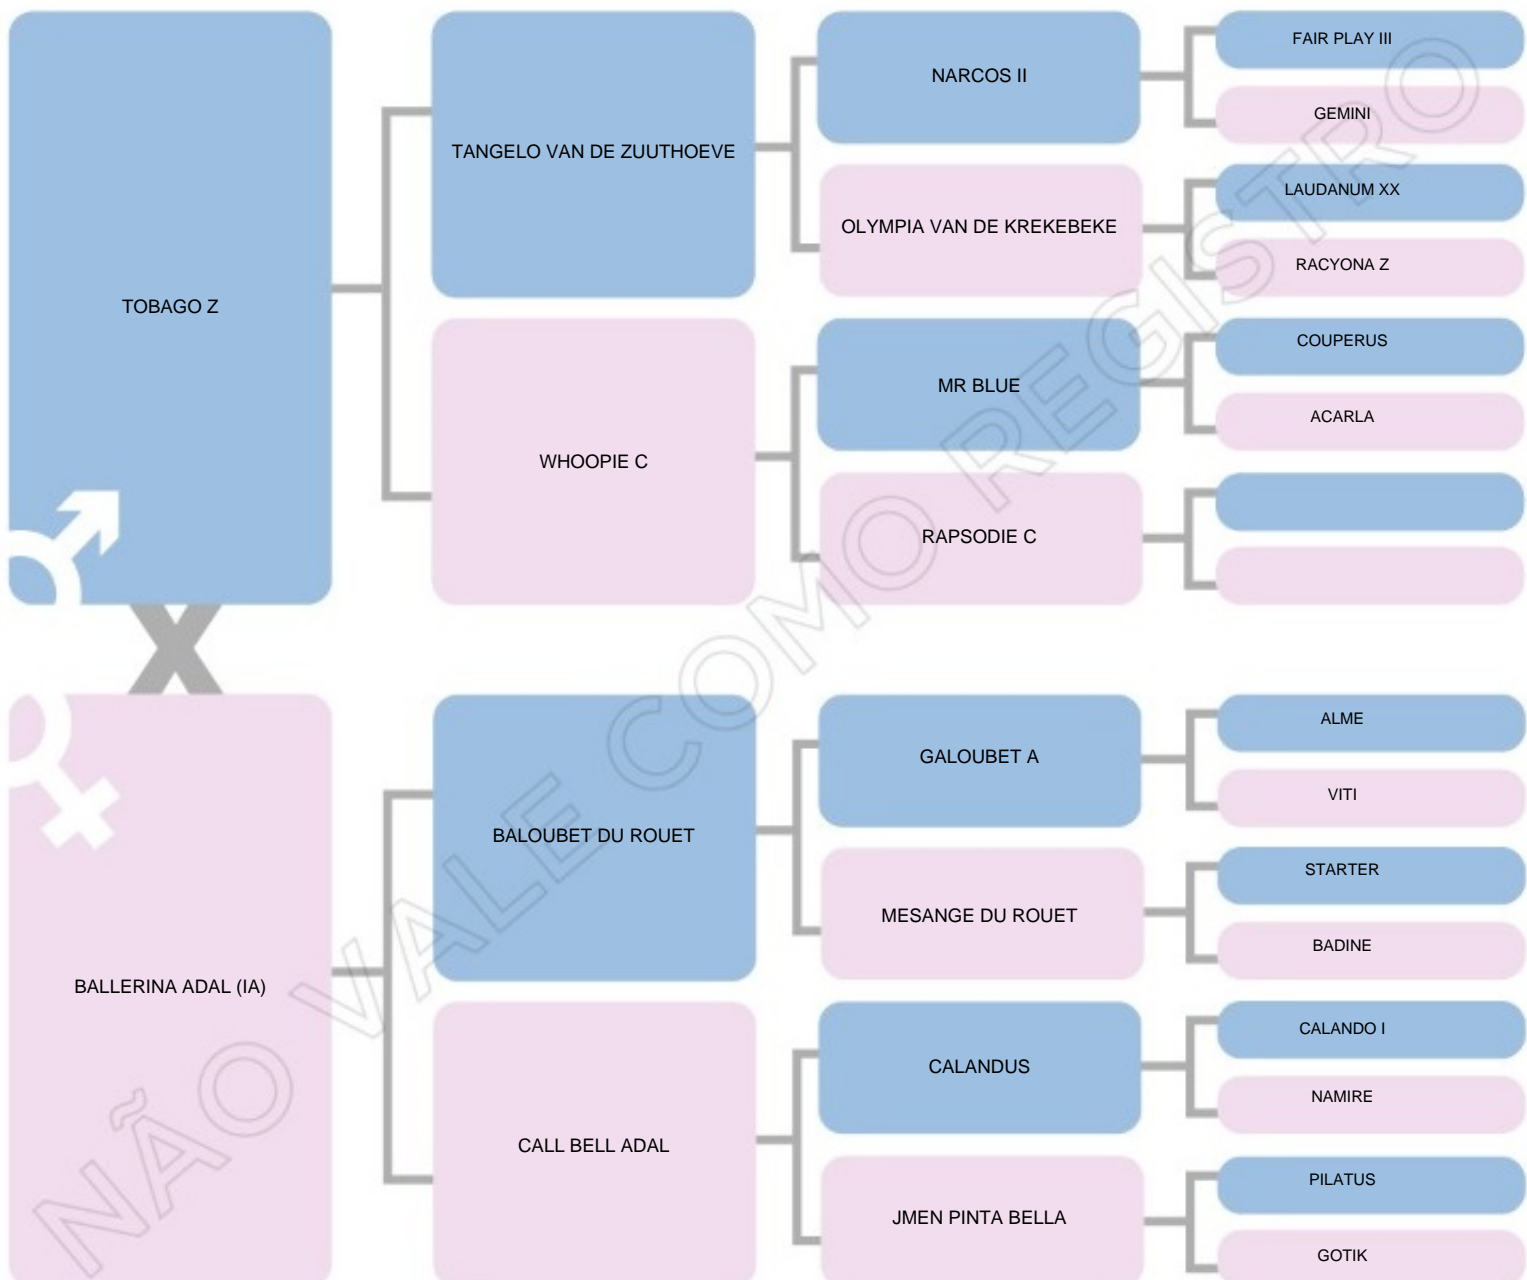 FAIR PLAY III
NARCOS II
GEMINI
TANGELO VAN DE ZUUTHOEVE
LAUDANUM XX
OLYMPIA VAN DE KREKEBEKE
RACYONA Z
TOBAGO Z
COUPERUS
MR BLUE
ACARLA
WHOOPIE C
RAPSODIE C
X
ALME
GALOUBET A
VITI
BALOUBET DU ROUET
STARTER
MESANGE DU ROUET
BADINE
BALLERINA ADAL (IA)
CALANDO I
CALANDUS
NAMIRE
CALL BELL ADAL
PILATUS
JMEN PINTA BELLA
GOTIK
NÃO VALE COMO REGISTRO